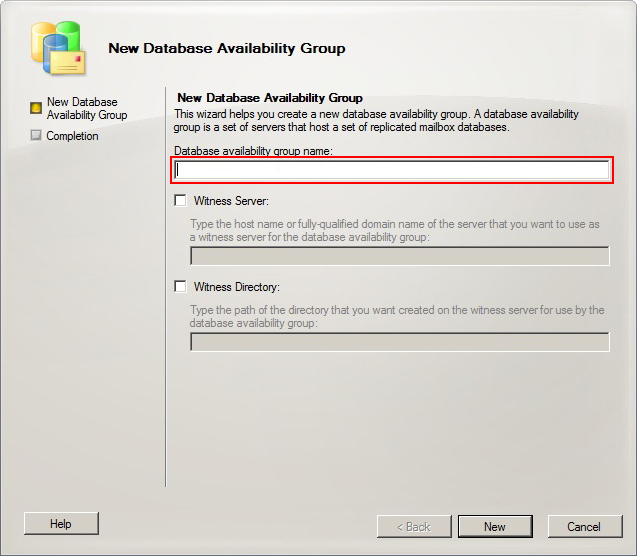 New Database Availability Group
New Database
Availability Group
Completion
New Database Availability Group
This wizard helps you create a new database availability group. A database availability
group is a set of servers that host a set of replicated mailbox databases.
Database availability group name:
Witness Server:
Type the host name or fully-qualified domain name of the server that you want to use as
a witness server for the database availability group:
Witness Directory:
Type the path of the directory that you want created on the witness server for use by the
database availability group:
Help
< Back
New
Cancel